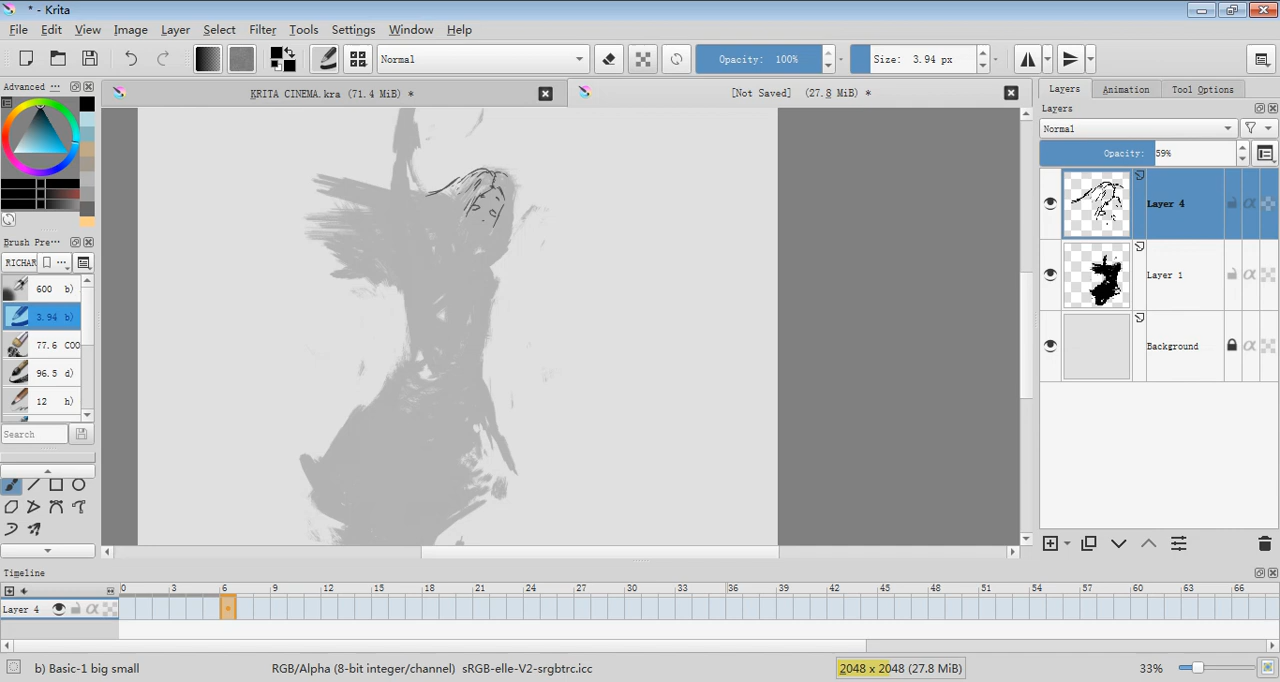 * - Krita
File Edit View Image Layer Select Filter Tools Settings Window Help
Normal Opacity: 100% Size: 3.94 px
Advanced ... KRITA CINEMA.kra (71.4 MiB) * [Not Saved] (27.8 MiB) * Layers Animation Tool Options
Layers
Normal
Opacity: 59%
Layer 4
Brush Pre...
RICHAR ...
600 b)
Layer 1
3.94 b)
77.6 COO
Background
96.5 d)
12 h)
Search
Timeline
0 3 6 9 12 15 18 21 24 27 30 33 36 39 42 45 48 51 54 57 60 63 66
Layer 4
b) Basic-1 big small RGB/Alpha (8-bit integer/channel) sRGB-elle-V2-srgbtrc.icc 2048 x 2048 (27.8 MiB) 33%